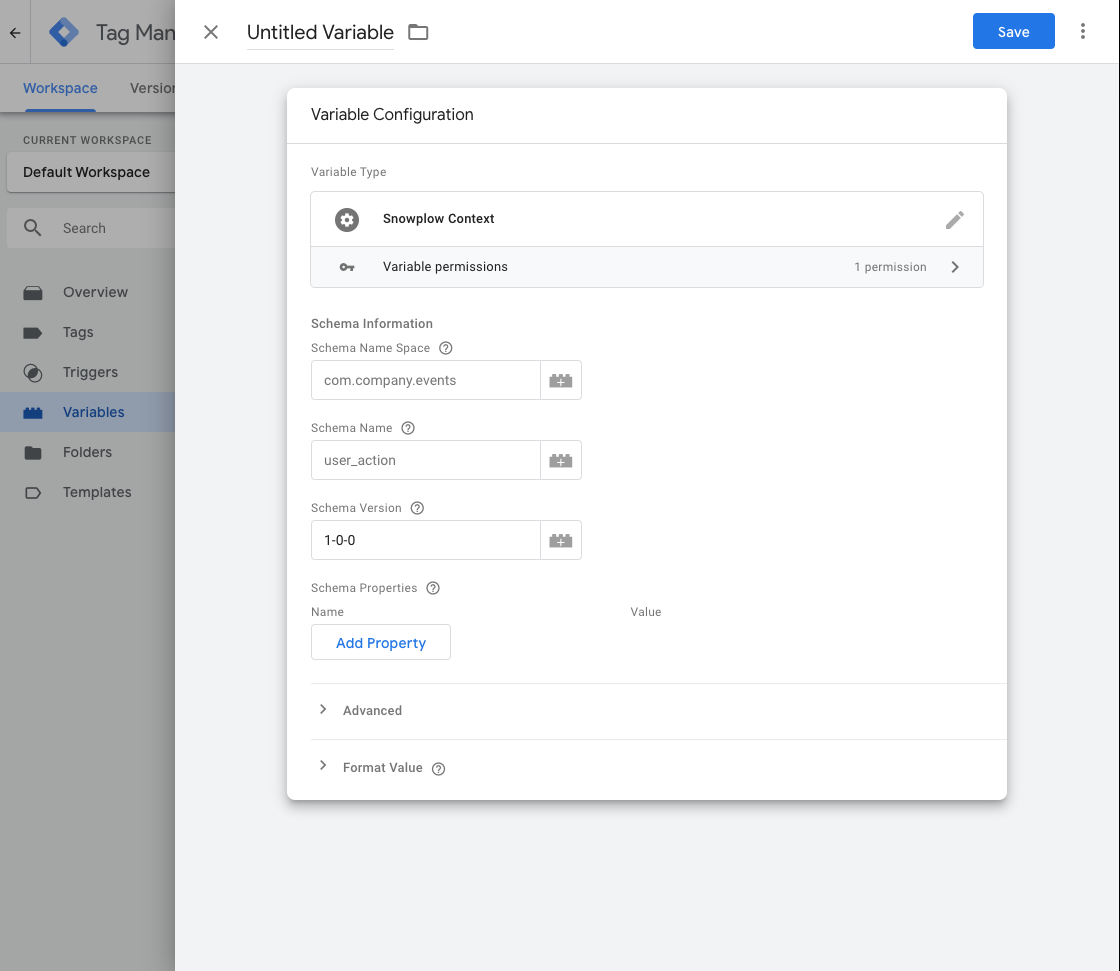 Tag Man
Untitled Variable
Save
Workspace
Version
CURRENT WORKSPACE
Default Workspace
Search
Overview
Tags
Triggers
Variables
Folders
Templates
Variable Configuration
Variable Type
Snowplow Context
Variable permissions
1 permission
Schema Information
Schema Name Space
com.company.events
Schema Name
user_action
Schema Version
1-0-0
Schema Properties
Name
Value
Add Property
Advanced
Format Value